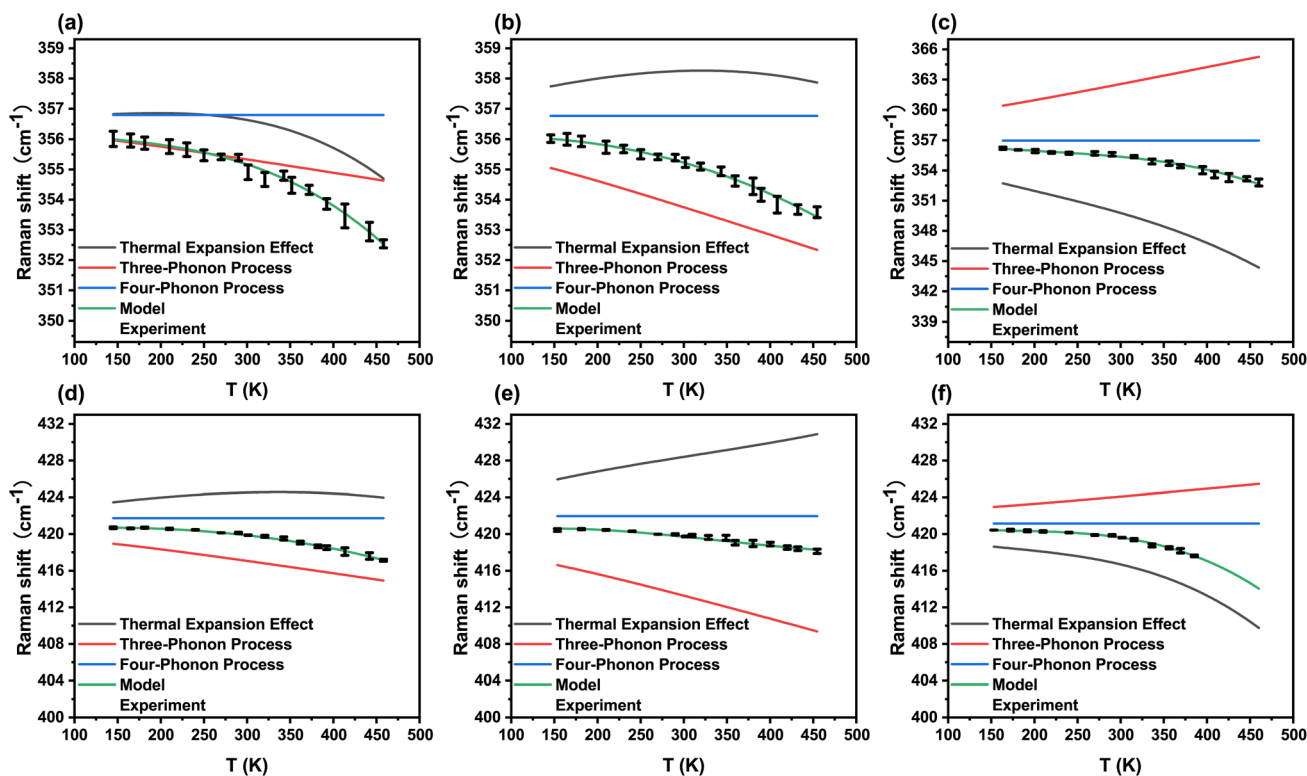 (a)
359
358
357
356
355
354
353
352
351
350
Raman shift (cm-1)
Thermal Expansion Effect
Three-Phonon Process
Four-Phonon Process
Model
Experiment
100 150 200 250 300 350 400 450 500
T (K)
(b)
359
358
357
356
355
354
353
352
351
350
Raman shift (cm-1)
Thermal Expansion Effect
Three-Phonon Process
Four-Phonon Process
Model
Experiment
100 150 200 250 300 350 400 450 500
T (K)
(c)
366
363
360
357
354
351
348
345
342
339
Raman shift (cm-1)
Thermal Expansion Effect
Three-Phonon Process
Four-Phonon Process
Model
Experiment
100 150 200 250 300 350 400 450 500
T (K)
(d)
432
428
424
420
416
412
408
404
400
Raman shift (cm-1)
Thermal Expansion Effect
Three-Phonon Process
Four-Phonon Process
Model
Experiment
100 150 200 250 300 350 400 450 500
T (K)
(e)
432
428
424
420
416
412
408
404
400
Raman shift (cm-1)
Thermal Expansion Effect
Three-Phonon Process
Four-Phonon Process
Model
Experiment
100 150 200 250 300 350 400 450 500
T (K)
(f)
432
428
424
420
416
412
408
404
400
Raman shift (cm-1)
Thermal Expansion Effect
Three-Phonon Process
Four-Phonon Process
Model
Experiment
100 150 200 250 300 350 400 450 500
T (K)